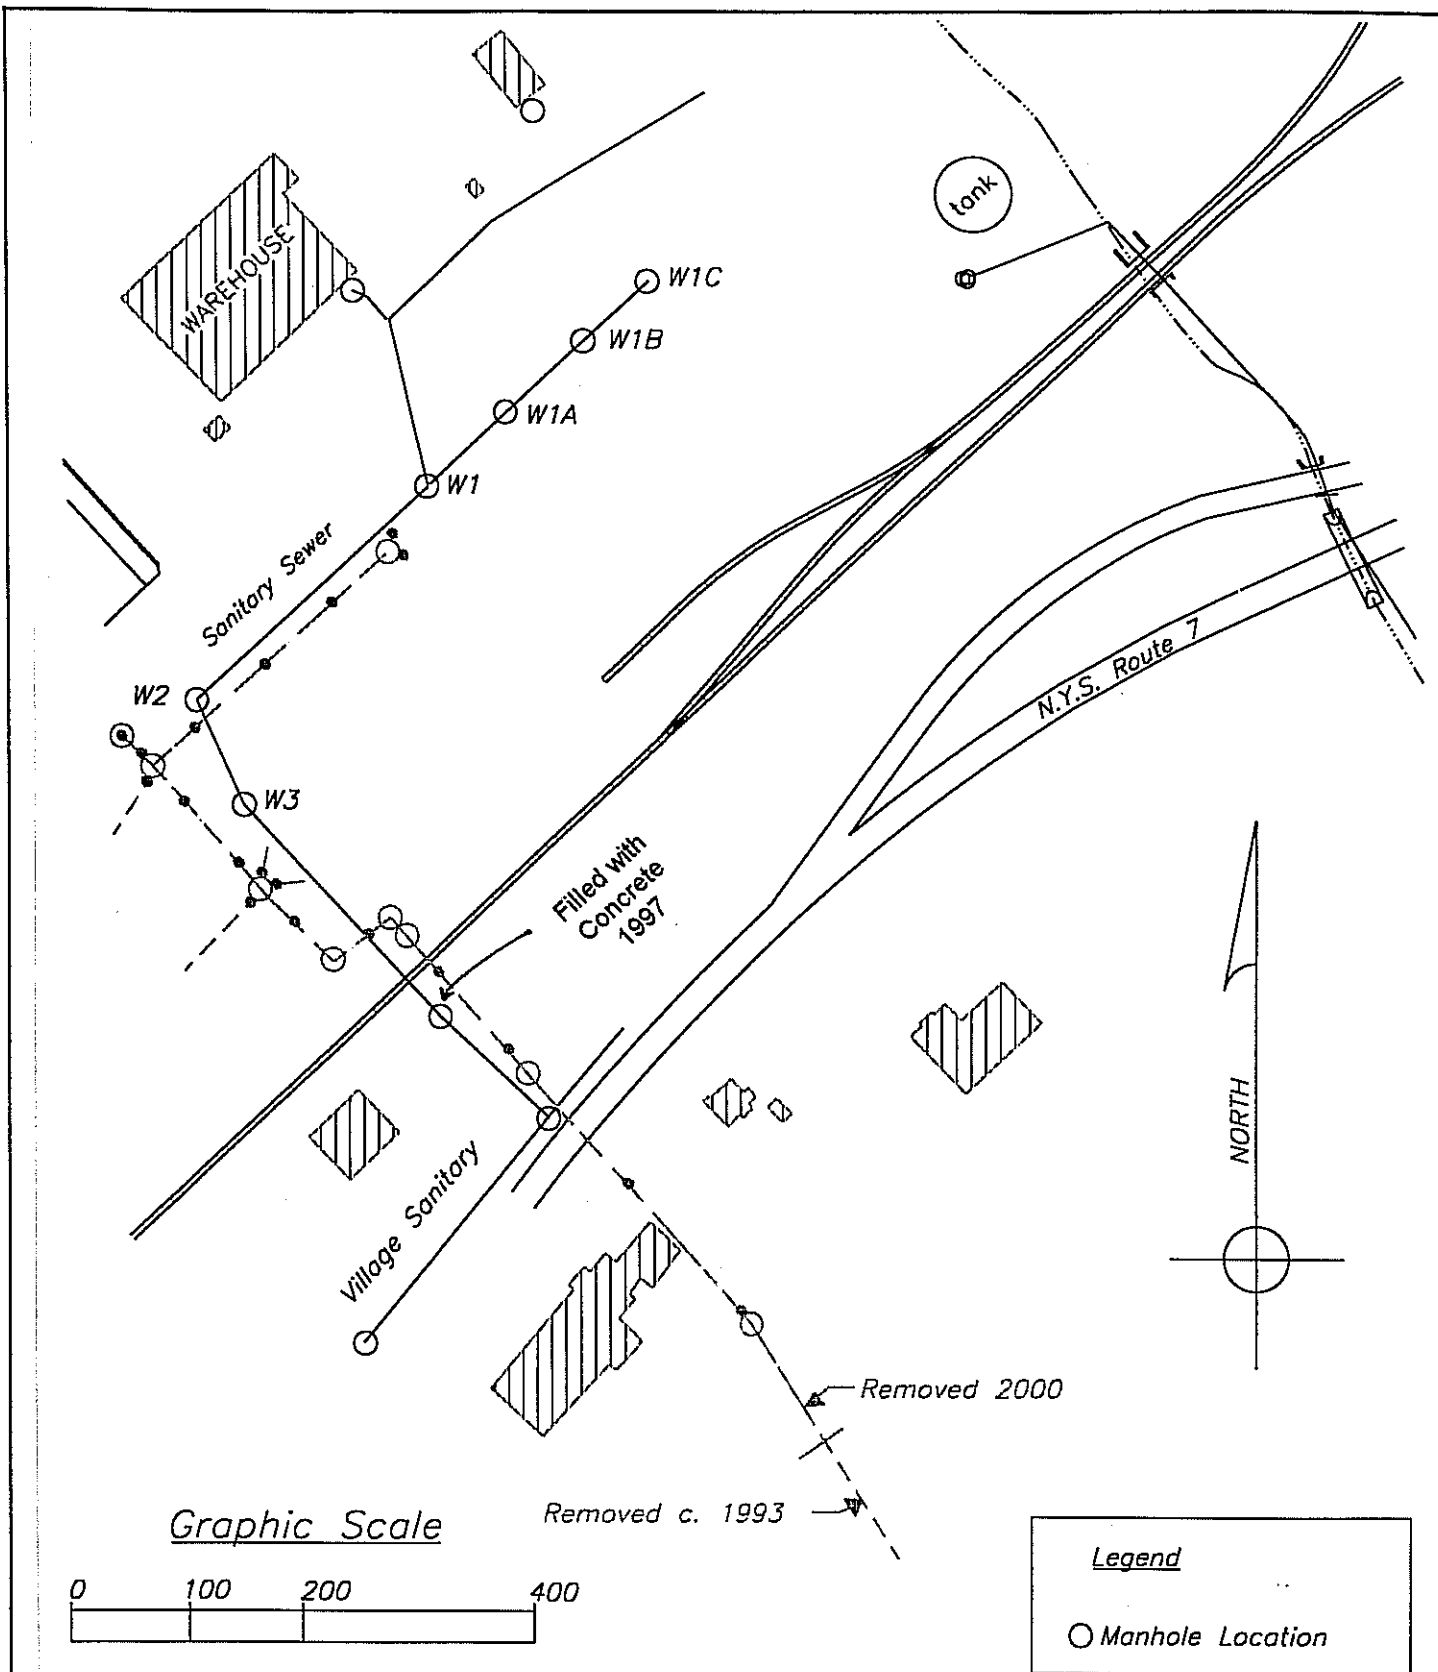 tank
WAREHOUSE
W1C
W1B
W1A
W1
Sanitary Sewer
W2
W3
N.Y.S. Route 7
Filled with
Concrete
1997
NORTH
Village Sanitary
Removed 2000
Removed c. 1993
Graphic Scale
0 100 200 400
Legend
Manhole Location